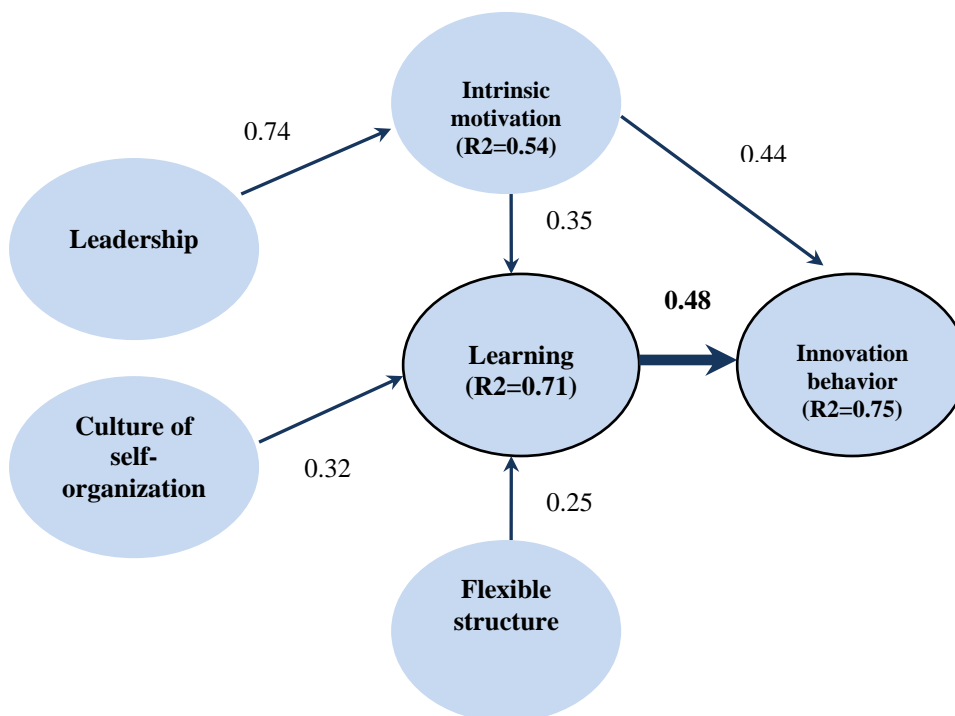 Intrinsic
motivation
(R2=0.54)
0.74
0.44
Leadership
0.35
0.48
Learning
(R2=0.71)
Innovation
behavior
(R2=0.75)
Culture of
self-
organization
0.32
0.25
Flexible
structure